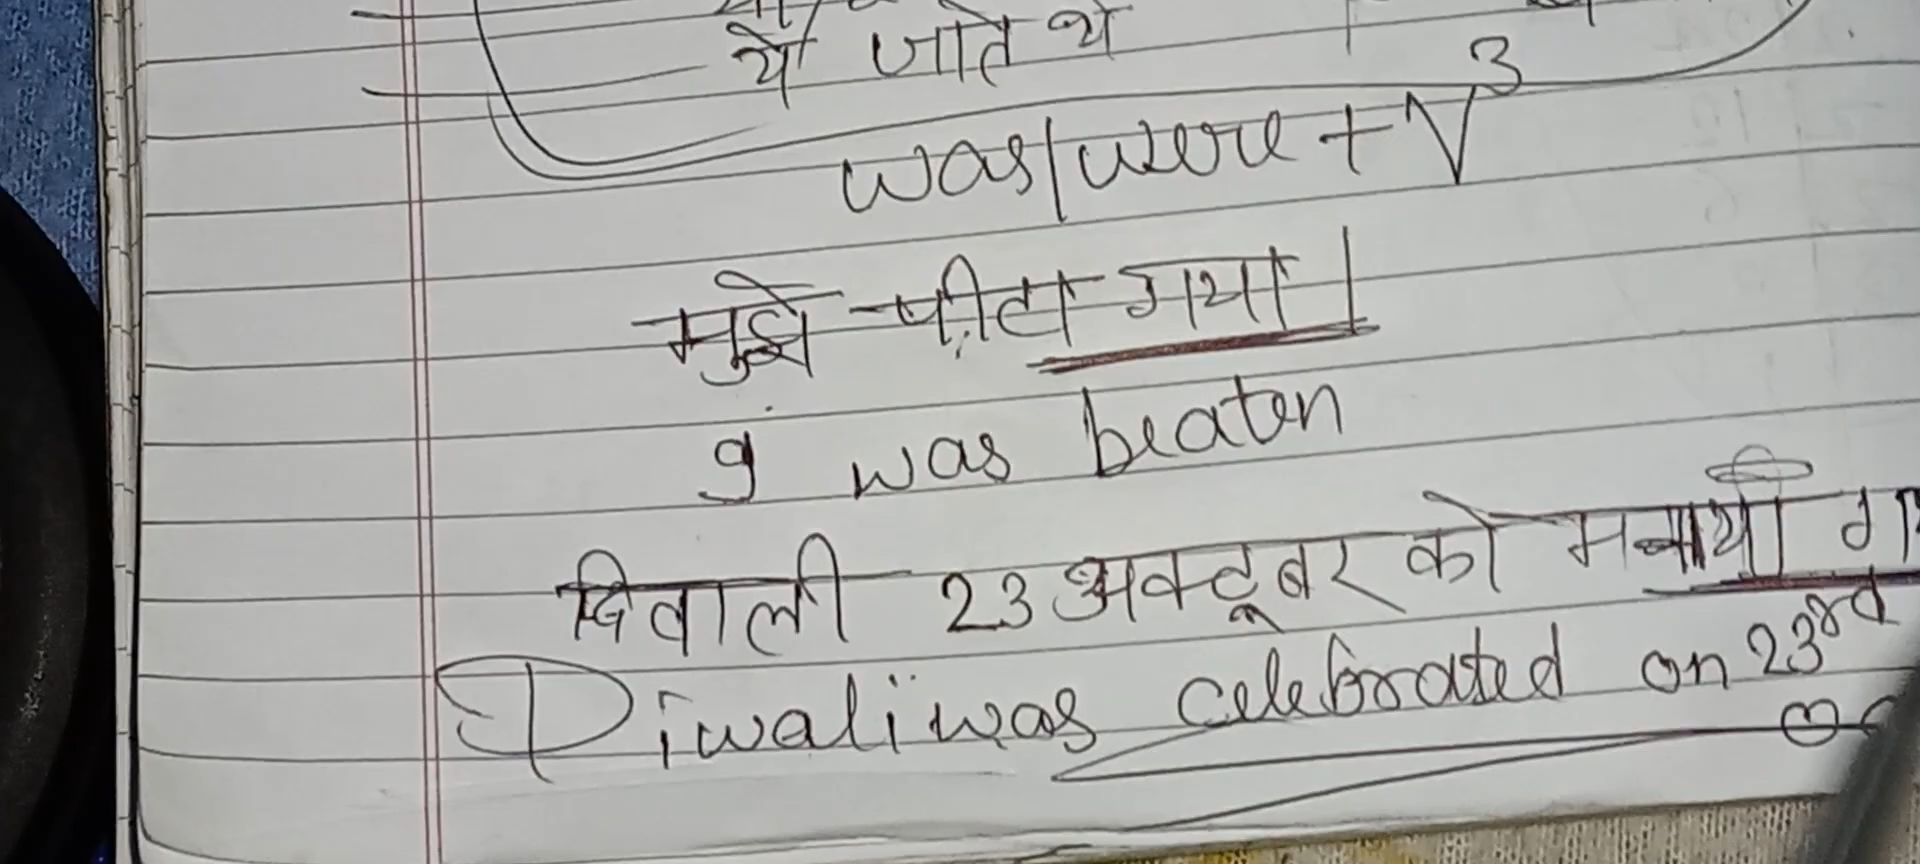 ये जाते थे
was/were + V³
मुझे पीटा गया।
I was beaten
दिवाली 23 अक्टूबर को मनायी
Diwali was celebrated on 23rd